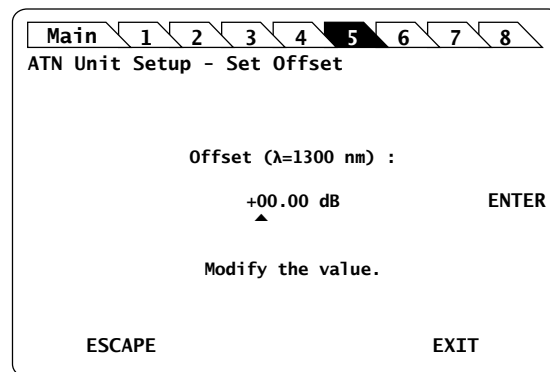 Main 1 2 3 4 5 6 7 8
ATN Unit Setup - Set Offset
Offset (λ=1300 nm) :
+00.00 dB ENTER
Modify the value.
ESCAPE EXIT